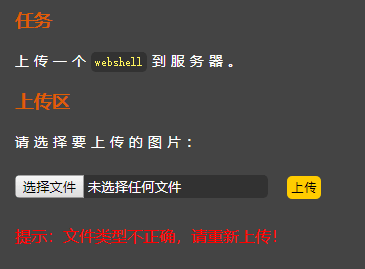 任务
上传一个 webshell 到服务器。
上传区
请选择要上传的图片：
选择文件 未选择任何文件 上传
提示：文件类型不正确，请重新上传！